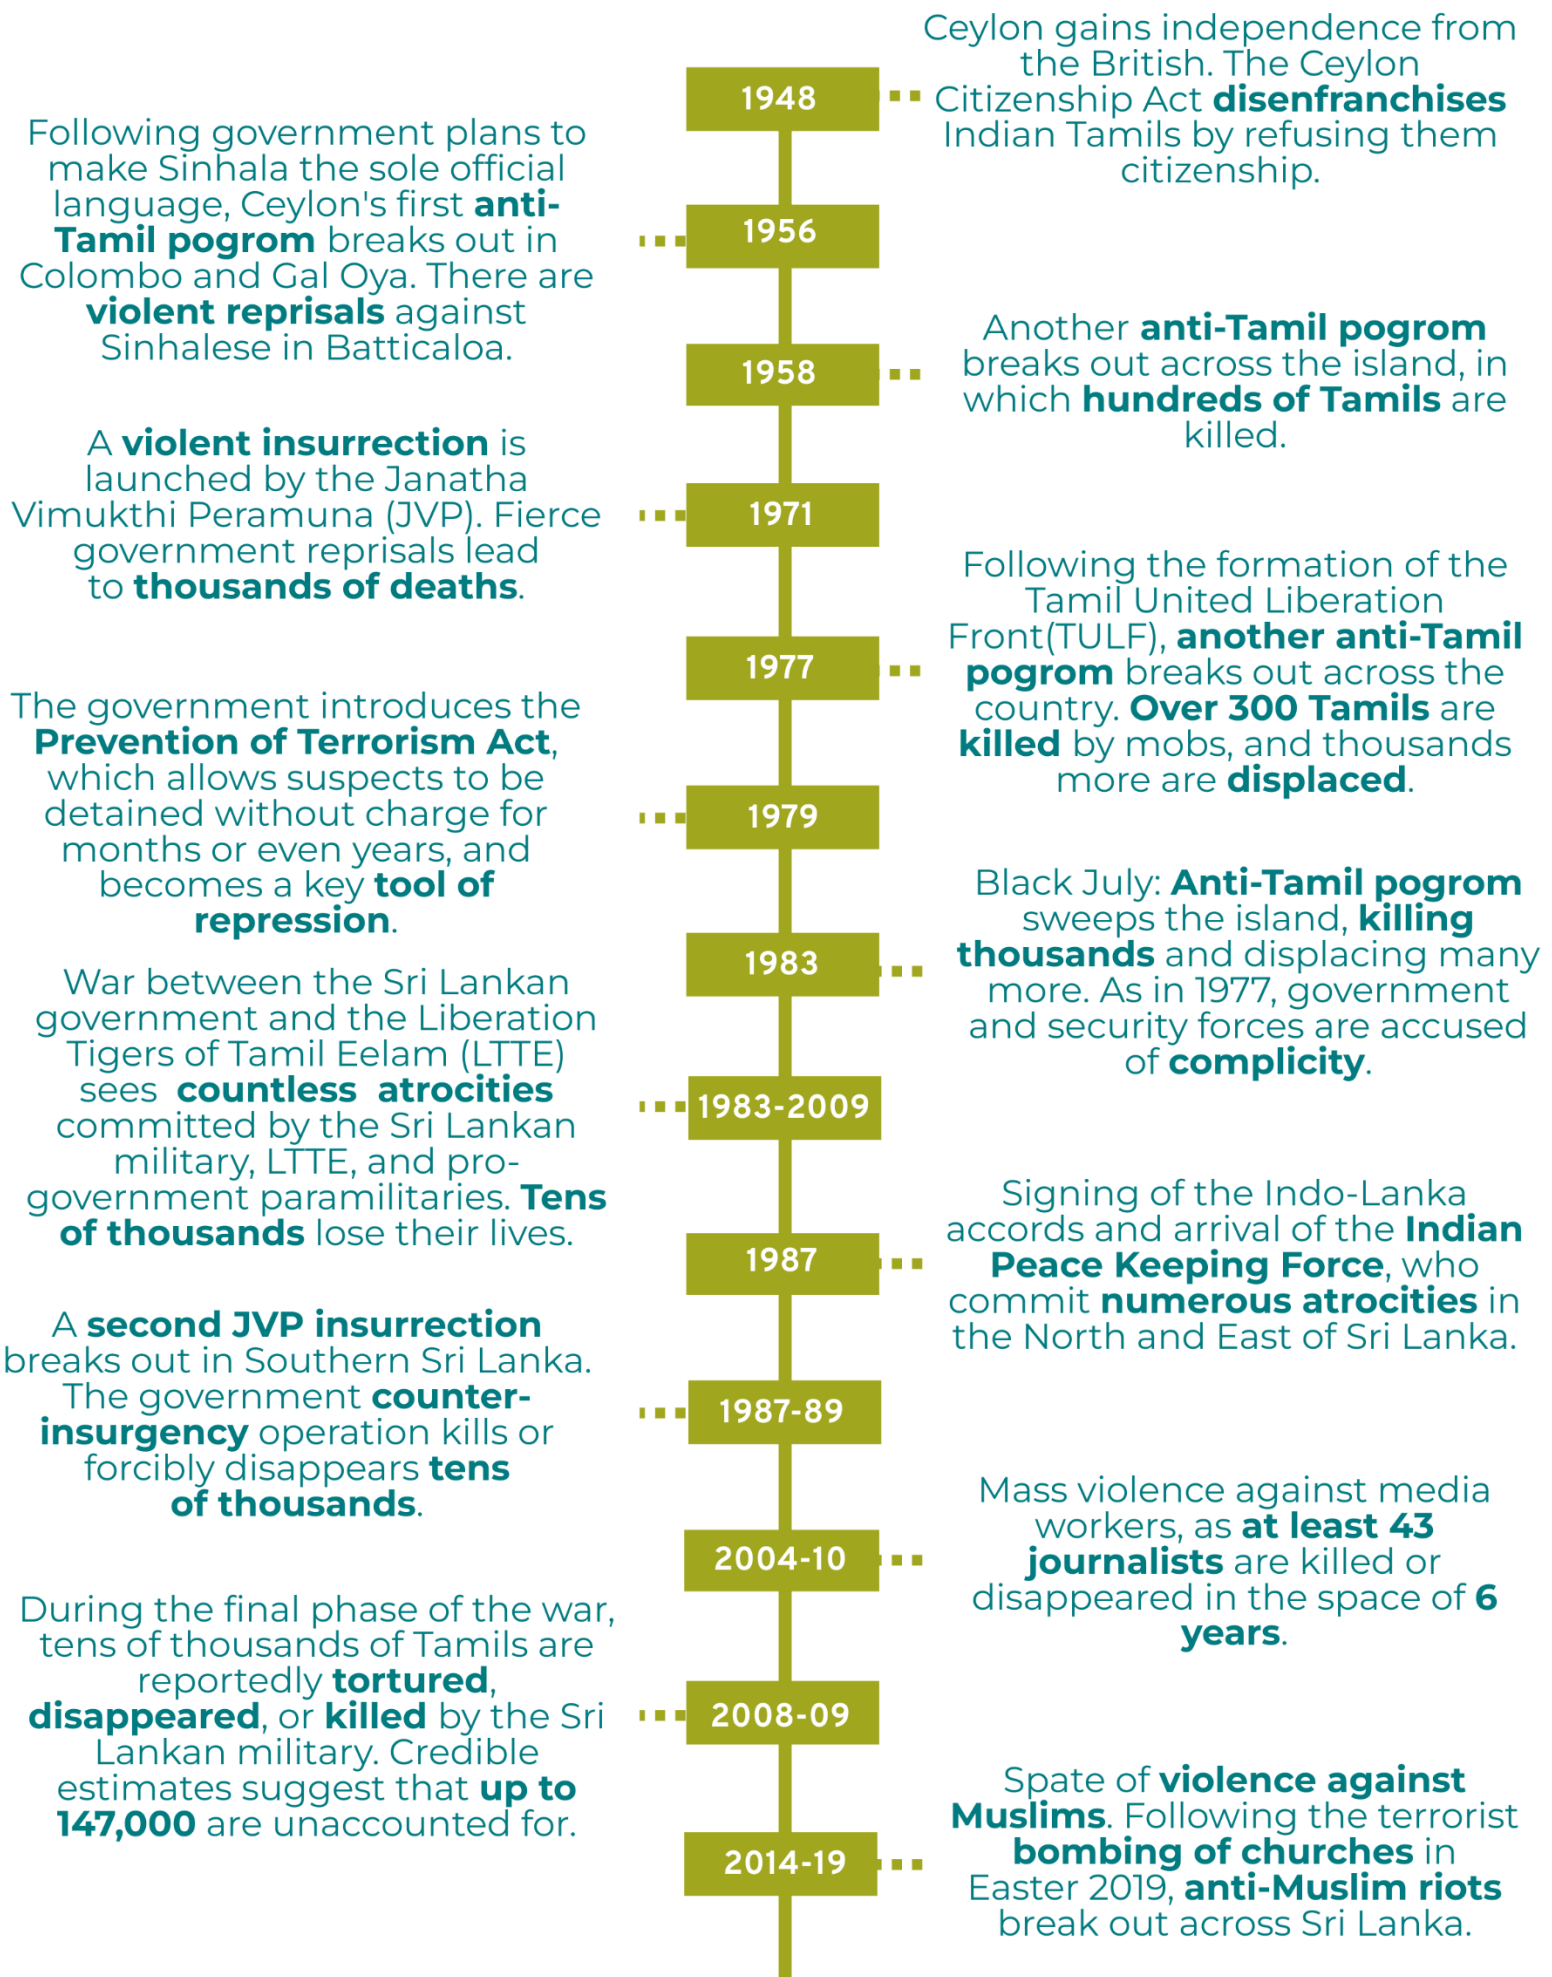 1948
Ceylon gains independence from
the British. The Ceylon
Citizenship Act disenfranchises
Indian Tamils by refusing them
citizenship.
1956
Following government plans to
make Sinhala the sole official
language, Ceylon's first anti-
Tamil pogrom breaks out in
Colombo and Gal Oya. There are
violent reprisals against
Sinhalese in Batticaloa.
1958
Another anti-Tamil pogrom
breaks out across the island, in
which hundreds of Tamils are
killed.
1971
A violent insurrection is
launched by the Janatha
Vimukthi Peramuna (JVP). Fierce
government reprisals lead
to thousands of deaths.
1977
Following the formation of the
Tamil United Liberation
Front(TULF), another anti-Tamil
pogrom breaks out across the
country. Over 300 Tamils are
killed by mobs, and thousands
more are displaced.
1979
The government introduces the
Prevention of Terrorism Act,
which allows suspects to be
detained without charge for
months or even years, and
becomes a key tool of
repression.
1983
Black July: Anti-Tamil pogrom
sweeps the island, killing
thousands and displacing many
more. As in 1977, government
and security forces are accused
of complicity.
1983-2009
War between the Sri Lankan
government and the Liberation
Tigers of Tamil Eelam (LTTE)
sees countless atrocities
committed by the Sri Lankan
military, LTTE, and pro-
government paramilitaries. Tens
of thousands lose their lives.
1987
Signing of the Indo-Lanka
accords and arrival of the Indian
Peace Keeping Force, who
commit numerous atrocities in
the North and East of Sri Lanka.
1987-89
A second JVP insurrection
breaks out in Southern Sri Lanka.
The government counter-
insurgency operation kills or
forcibly disappears tens
of thousands.
2004-10
Mass violence against media
workers, as at least 43
journalists are killed or
disappeared in the space of 6
years.
2008-09
During the final phase of the war,
tens of thousands of Tamils are
reportedly tortured,
disappeared, or killed by the Sri
Lankan military. Credible
estimates suggest that up to
147,000 are unaccounted for.
2014-19
Spate of violence against
Muslims. Following the terrorist
bombing of churches in
Easter 2019, anti-Muslim riots
break out across Sri Lanka.